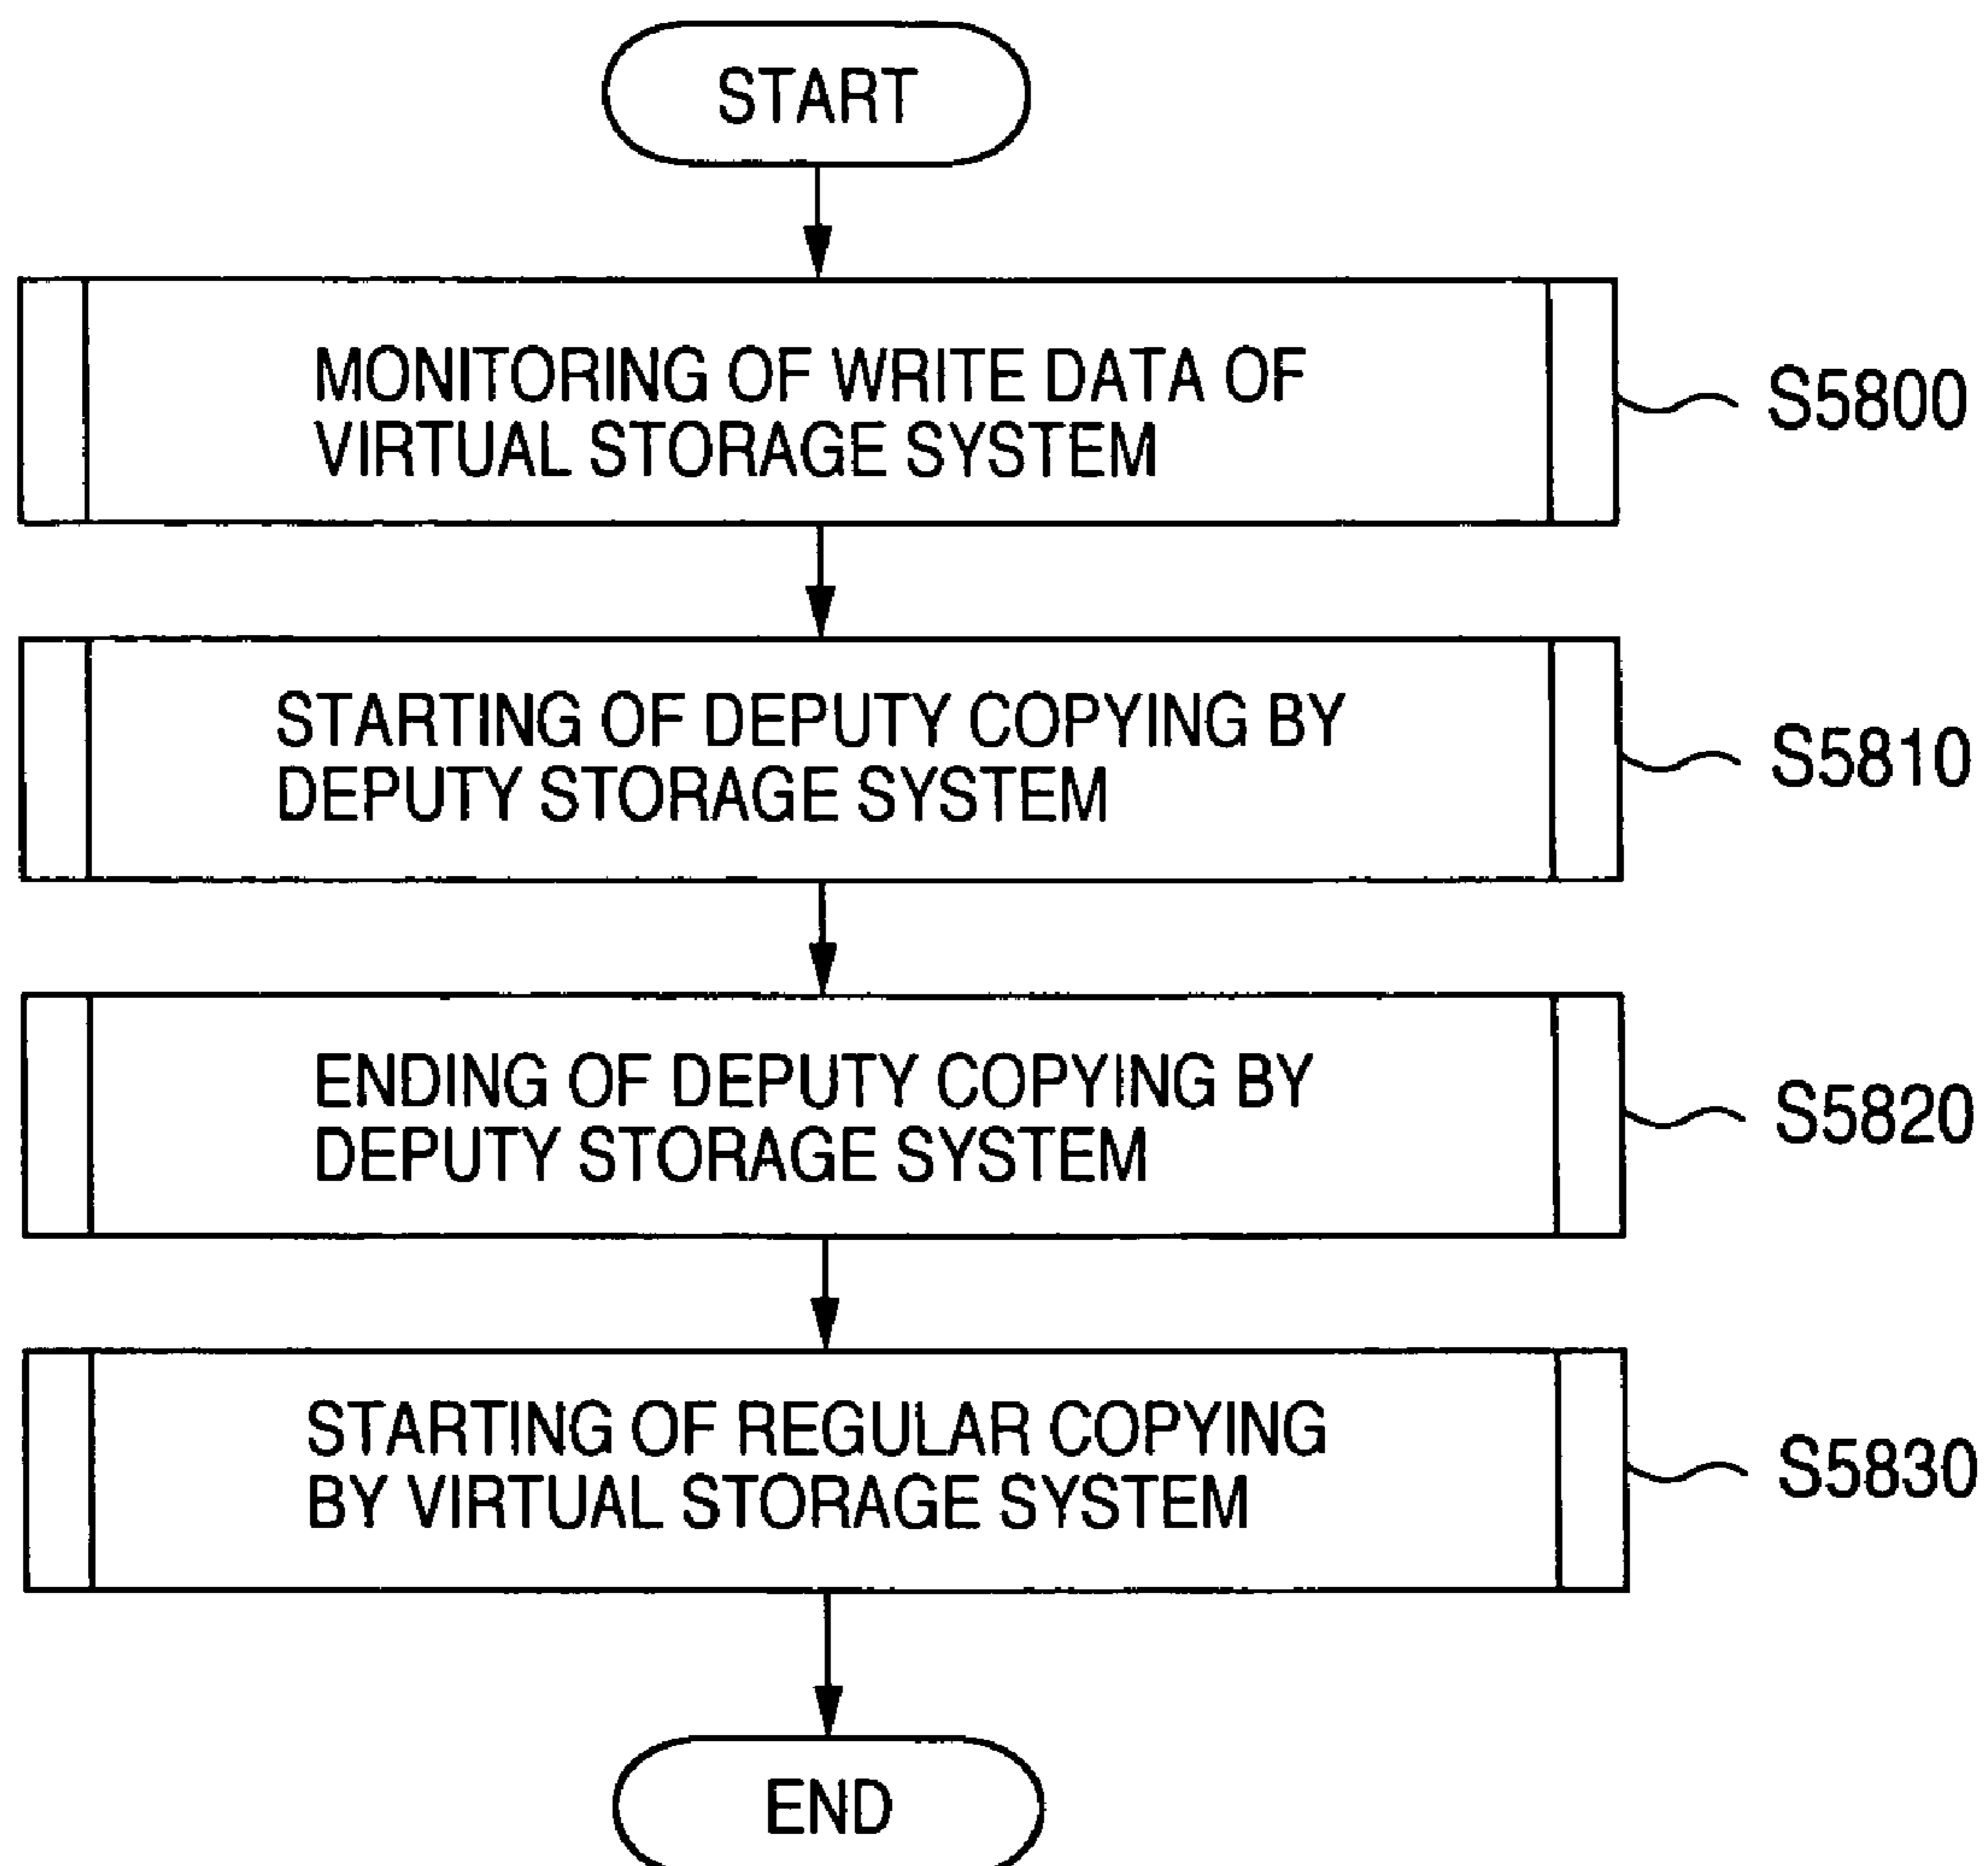 START
MONITORING OF WRITE DATA OF
VIRTUAL STORAGE SYSTEM
S5800
STARTING OF DEPUTY COPYING BY
DEPUTY STORAGE SYSTEM
S5810
ENDING OF DEPUTY COPYING BY
DEPUTY STORAGE SYSTEM
S5820
STARTING OF REGULAR COPYING
BY VIRTUAL STORAGE SYSTEM
S5830
END